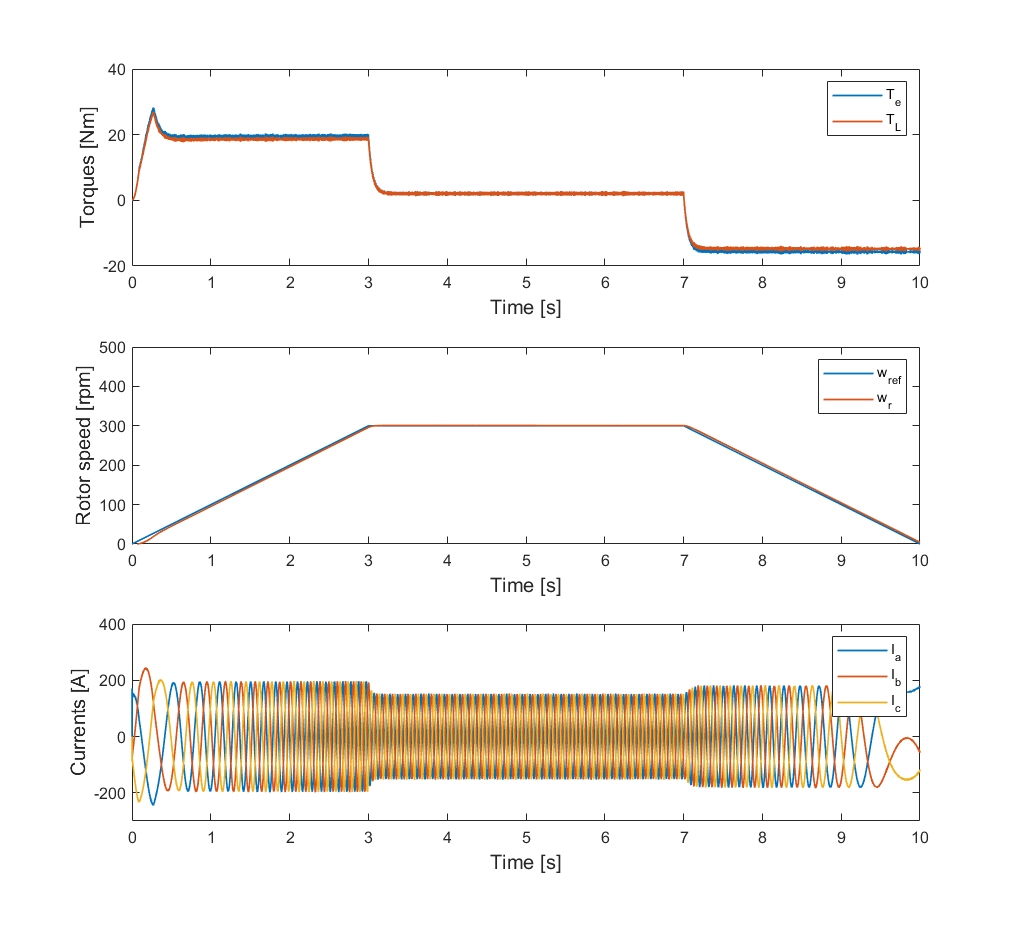 40
20
0
-20
Torques [Nm]
T_e
T_L
0 1 2 3 4 5 6 7 8 9 10
Time [s]
500
400
300
200
100
0
Rotor speed [rpm]
w_ref
w_r
0 1 2 3 4 5 6 7 8 9 10
Time [s]
400
200
0
-200
Currents [A]
I_a
I_b
I_c
0 1 2 3 4 5 6 7 8 9 10
Time [s]